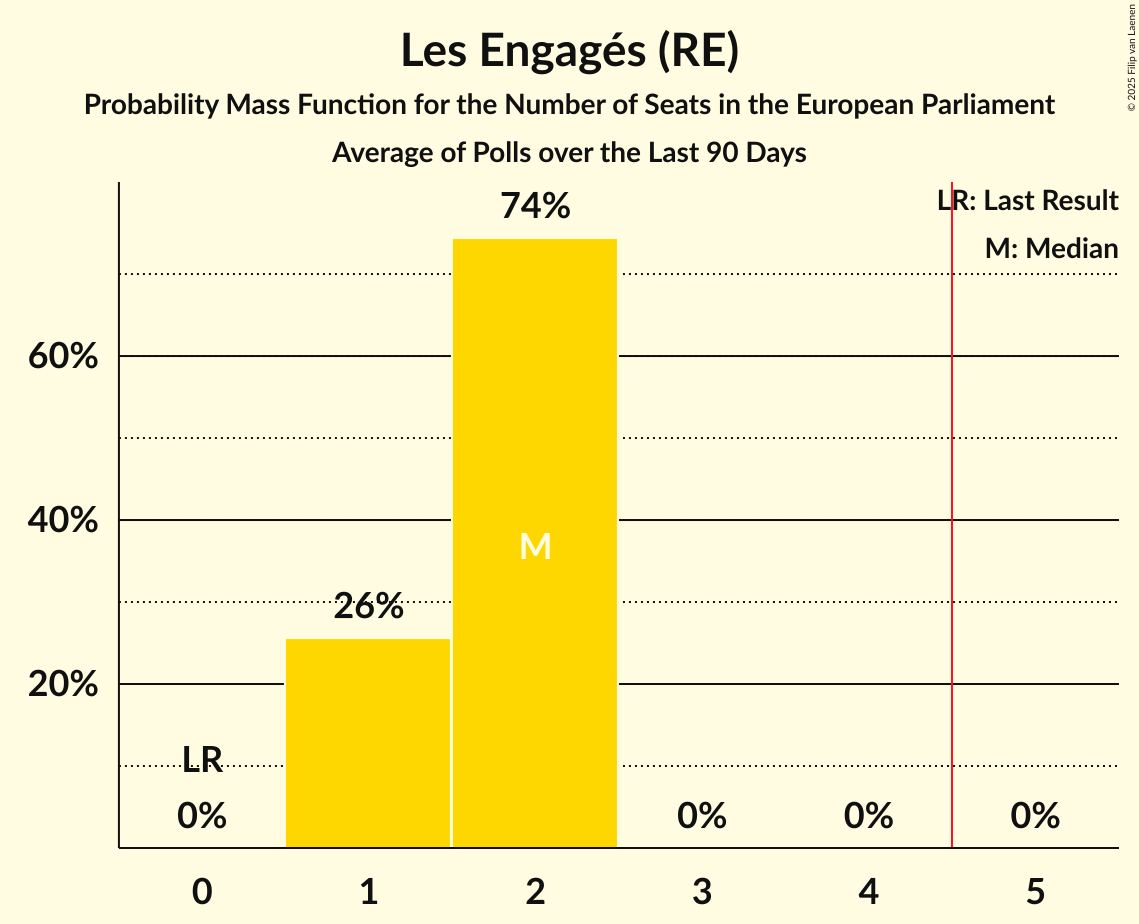 Les Engagés (RE)
Probability Mass Function for the Number of Seats in the European Parliament
Average of Polls over the Last 90 Days
© 2025 Filip van Laenen
LR: Last Result
M: Median
74%
60%
40%
M
26%
20%
LR
0%
0%
0%
0%
0
1
2
3
4
5